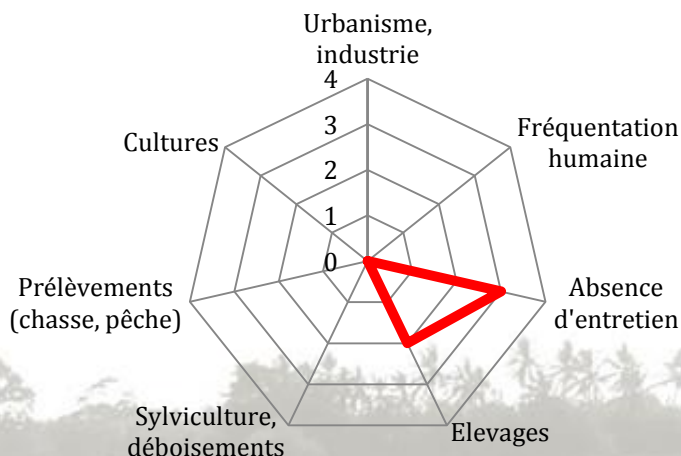 Urbanisme,
industrie
4
3
2
1
0
Fréquentation
humaine
Absence
d'entretien
Elevages
Sylviculture,
déboisements
Prélèvements
(chasse, pêche)
Cultures